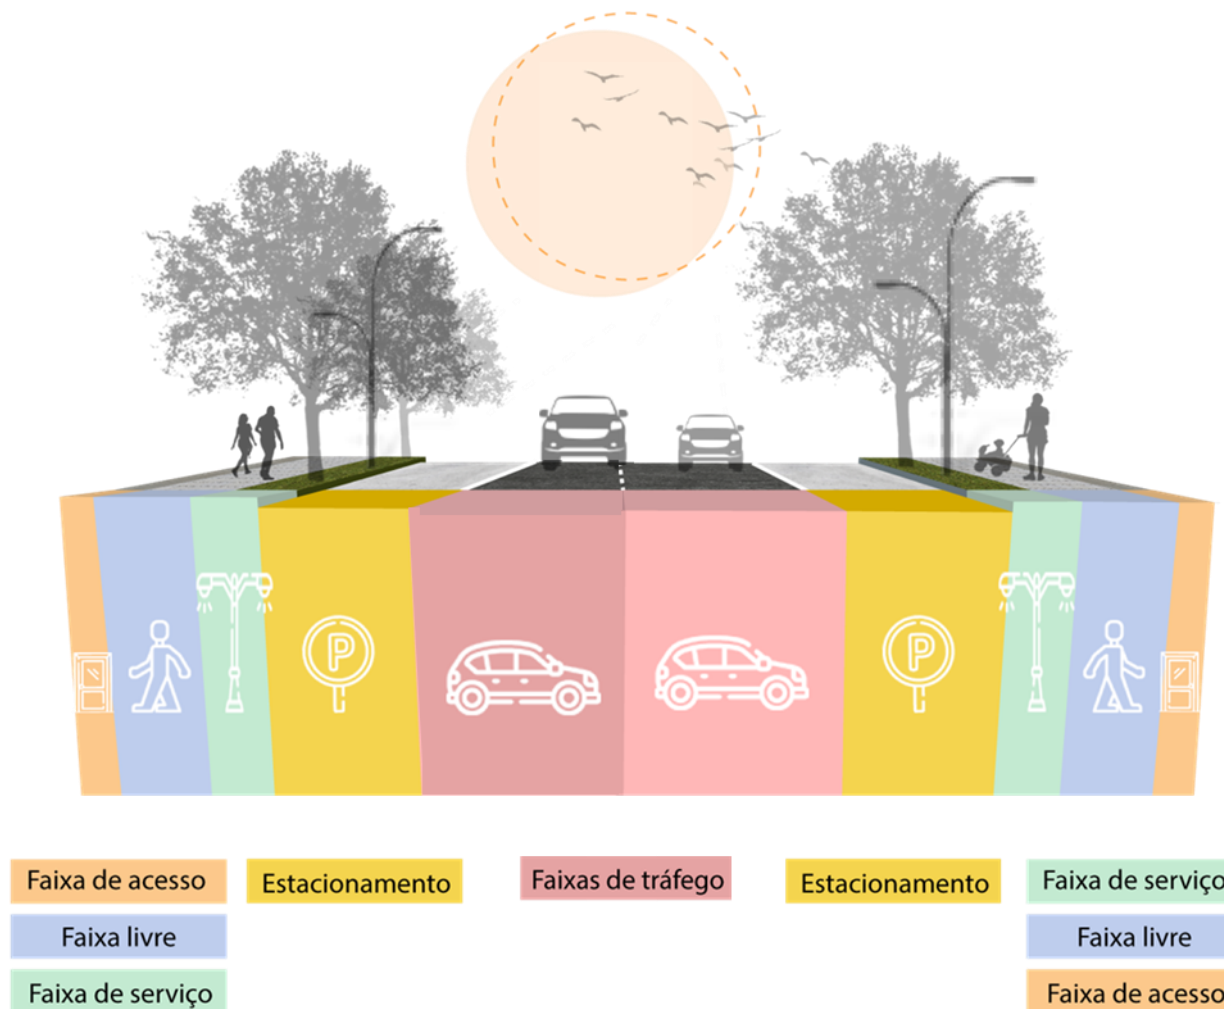 P
P
Faixa de acesso
Estacionamento
Faixas de tráfego
Estacionamento
Faixa de serviço
Faixa livre
Faixa livre
Faixa de serviço
Faixa de acesso